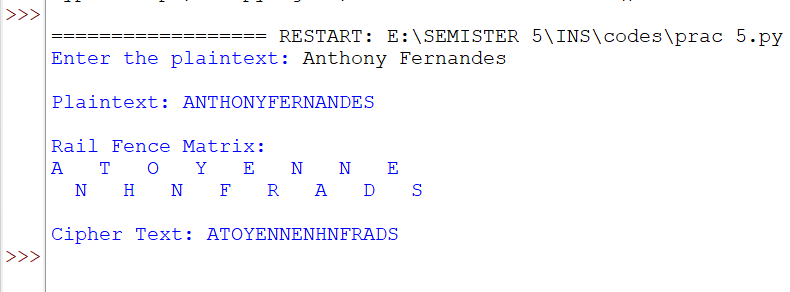 >>>
================== RESTART: E:\SEMISTER 5\INS\codes\prac 5.py
Enter the plaintext: Anthony Fernandes
Plaintext: ANTHONYFERNANDES
Rail Fence Matrix:
A   T   O   Y   E   N   N   E
  N   H   N   F   R   A   D   S
Cipher Text: ATOYENNENHNFRADS
>>>